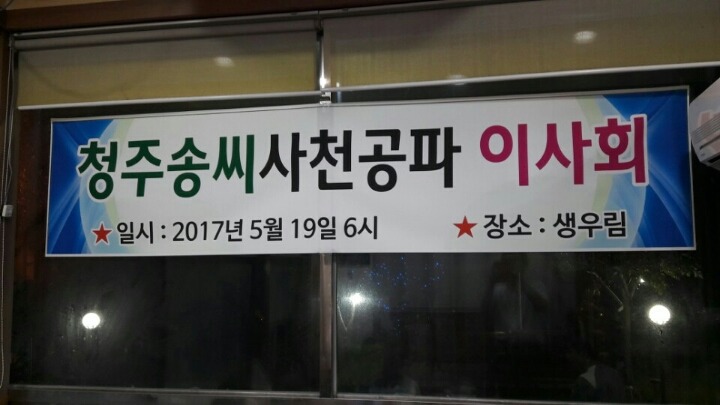 청주송씨사천공파 이사회
★일시 : 2017년 5월 19일 6시 ★장소 : 생우림